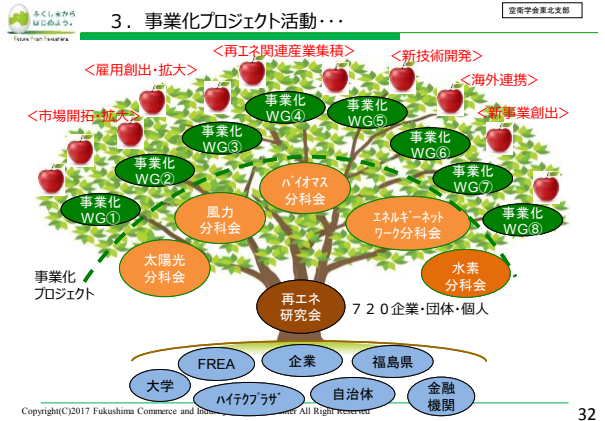 ふくしまから
はじめよう。
Future From Fukushima.
3．事業化プロジェクト活動･･･
空衛学会東北支部
＜再エネ関連産業集積＞
＜雇用創出・拡大＞
＜新技術開発＞
＜海外連携＞
＜市場開拓・拡大＞
＜新事業創出＞
事業化
WG④
事業化
WG⑤
事業化
WG③
事業化
WG⑥
事業化
WG②
事業化
WG⑦
事業化
WG①
事業化
WG⑧
バイオマス
分科会
風力
分科会
エネルギーネット
ワーク分科会
太陽光
分科会
水素
分科会
事業化
プロジェクト
再エネ
研究会
７２０企業・団体・個人
FREA
企業
福島県
大学
ハイテクプラザ
自治体
金融
機関
Copyright(C)2017 Fukushima Commerce and
All Right Reserved
32